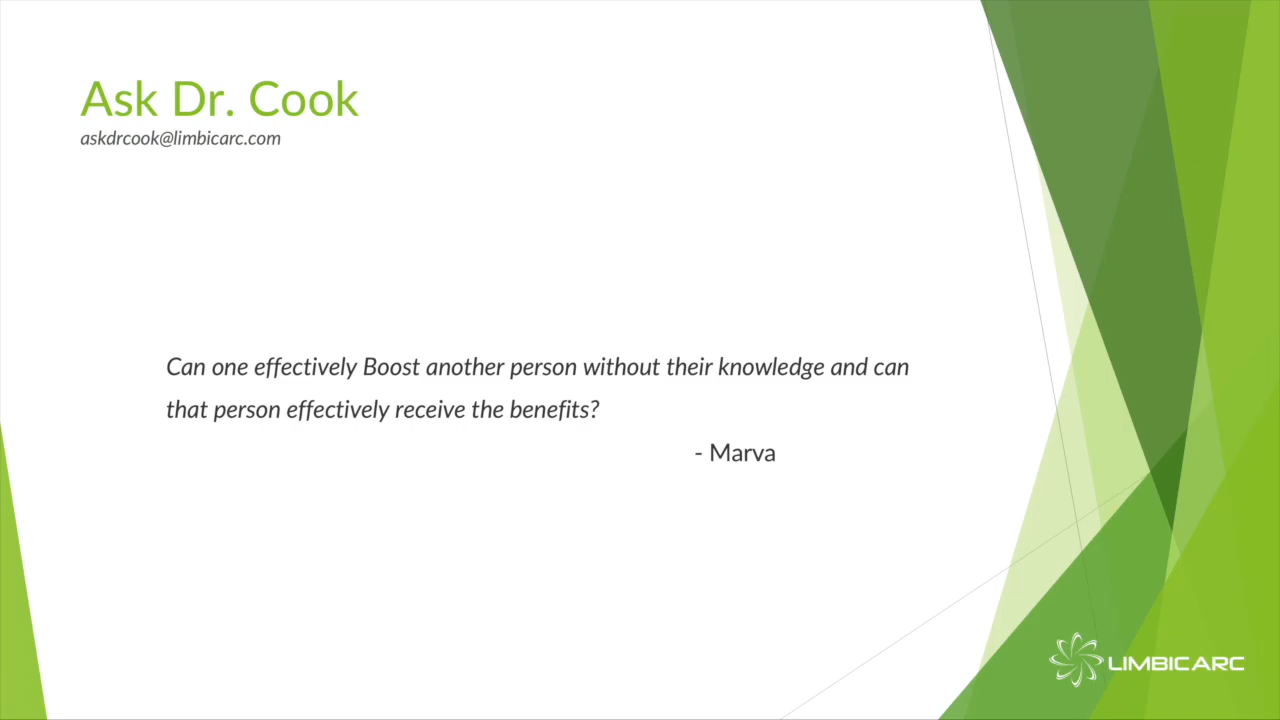 Ask Dr. Cook
askdrcook@limbicarc.com
Can one effectively Boost another person without their knowledge and can
that person effectively receive the benefits?
- Marva
LIMBICARC